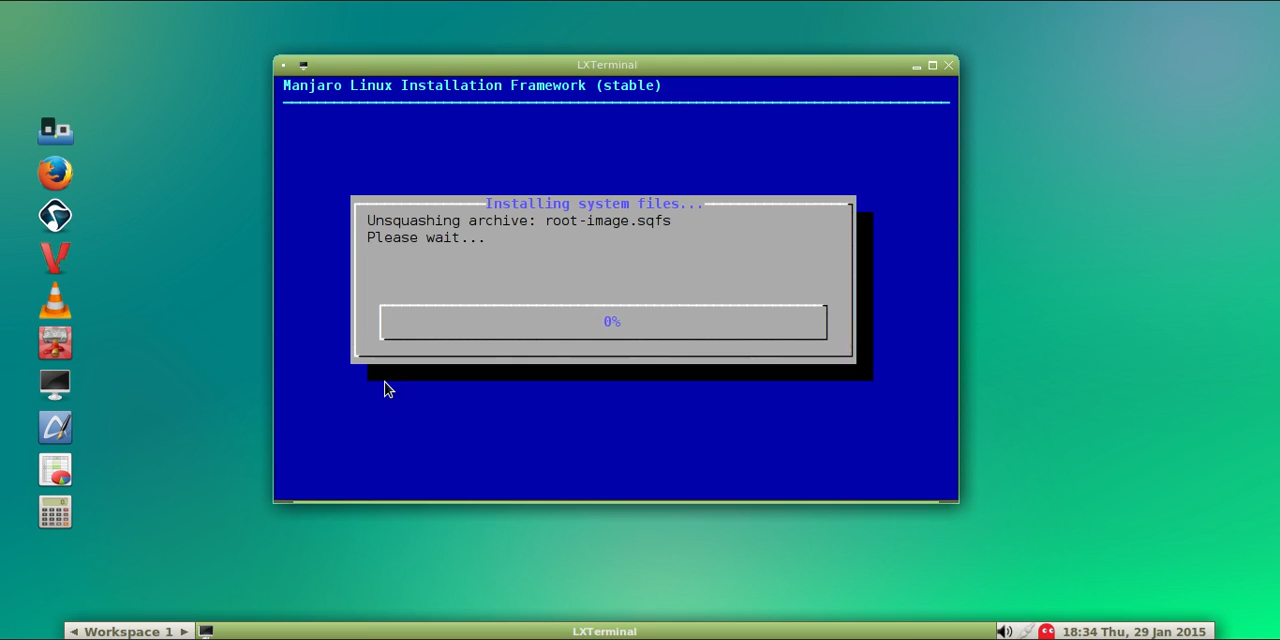 LXTerminal
Manjaro Linux Installation Framework (stable)
Installing system files...
Unsquashing archive: root-image.sqfs
Please wait...
0%
◀ Workspace 1 ▶
LXTerminal
18:34 Thu, 29 Jan 2015